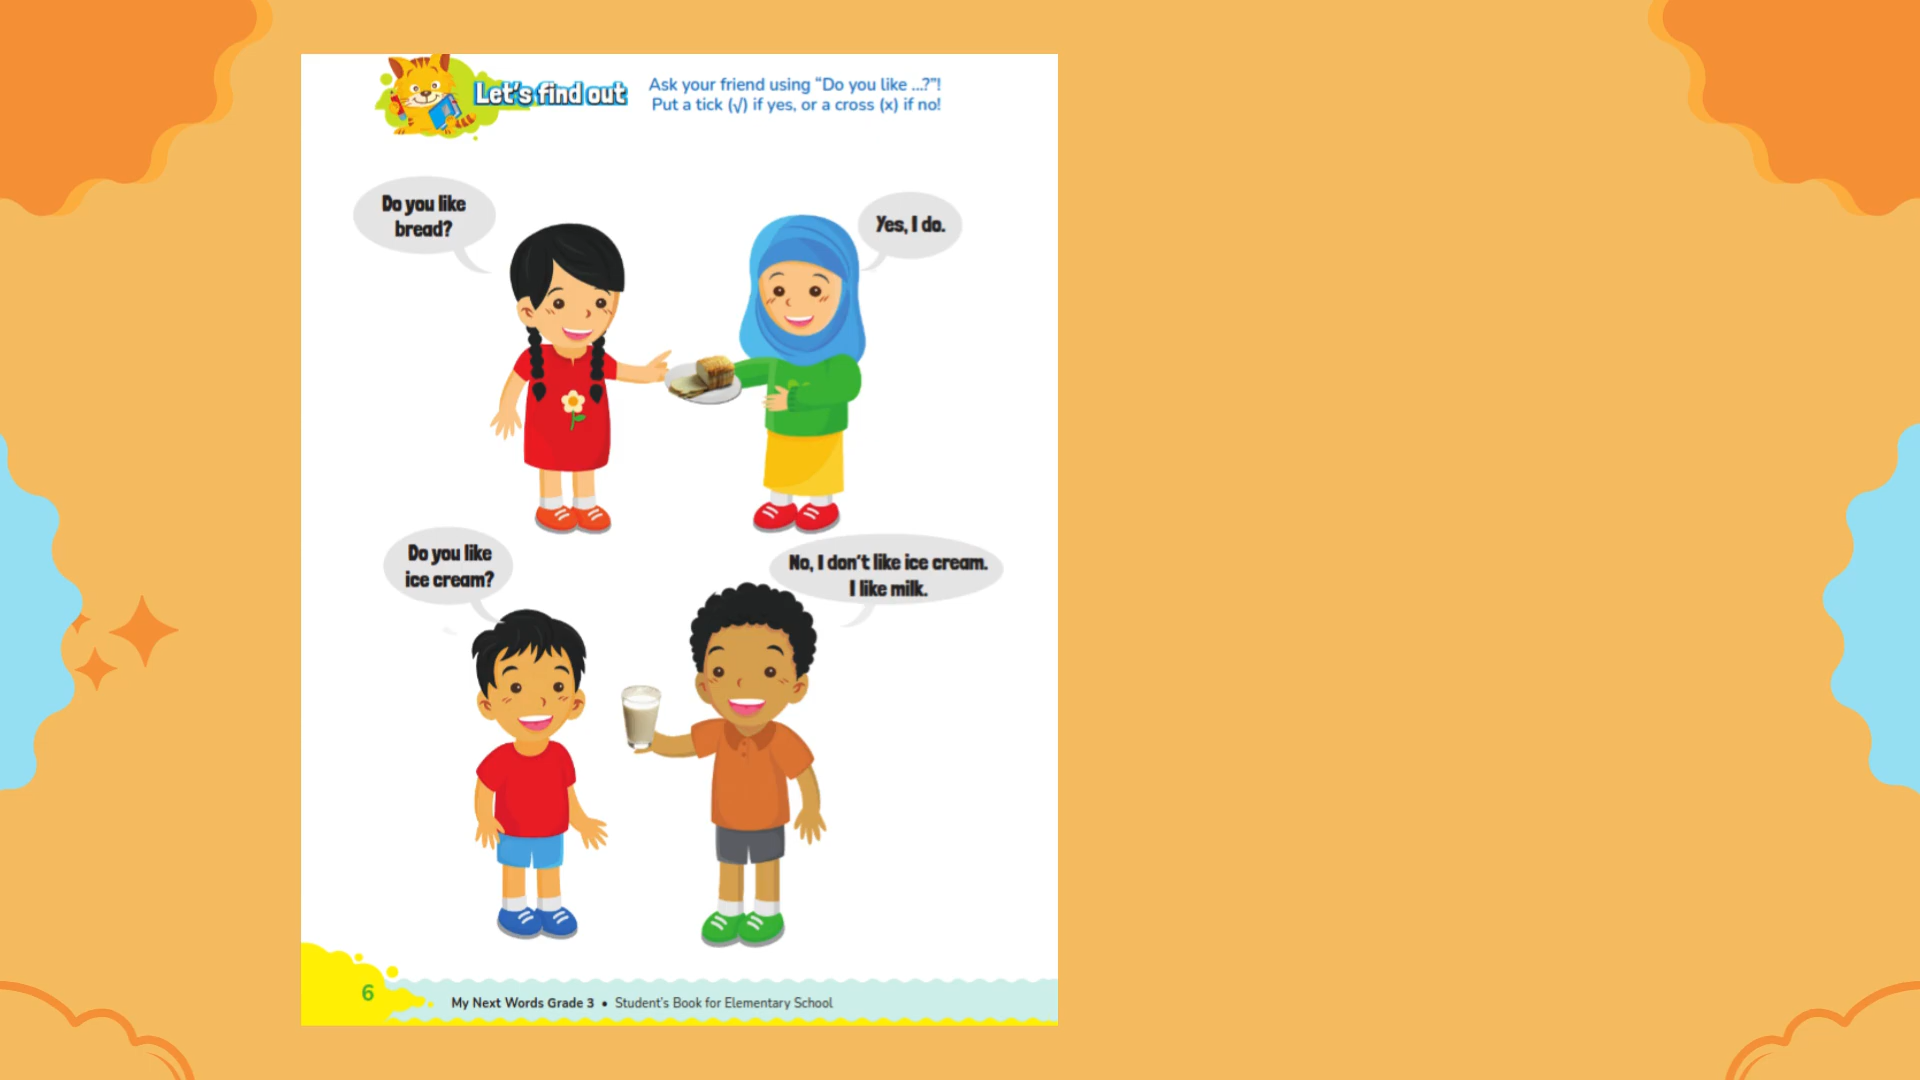 Let's find out
Ask your friend using “Do you like ...?”!
Put a tick (√) if yes, or a cross (x) if no!
Do you like
bread?
Yes, I do.
Do you like
ice cream?
No, I don't like ice cream.
I like milk.
6
My Next Words Grade 3 • Student's Book for Elementary School